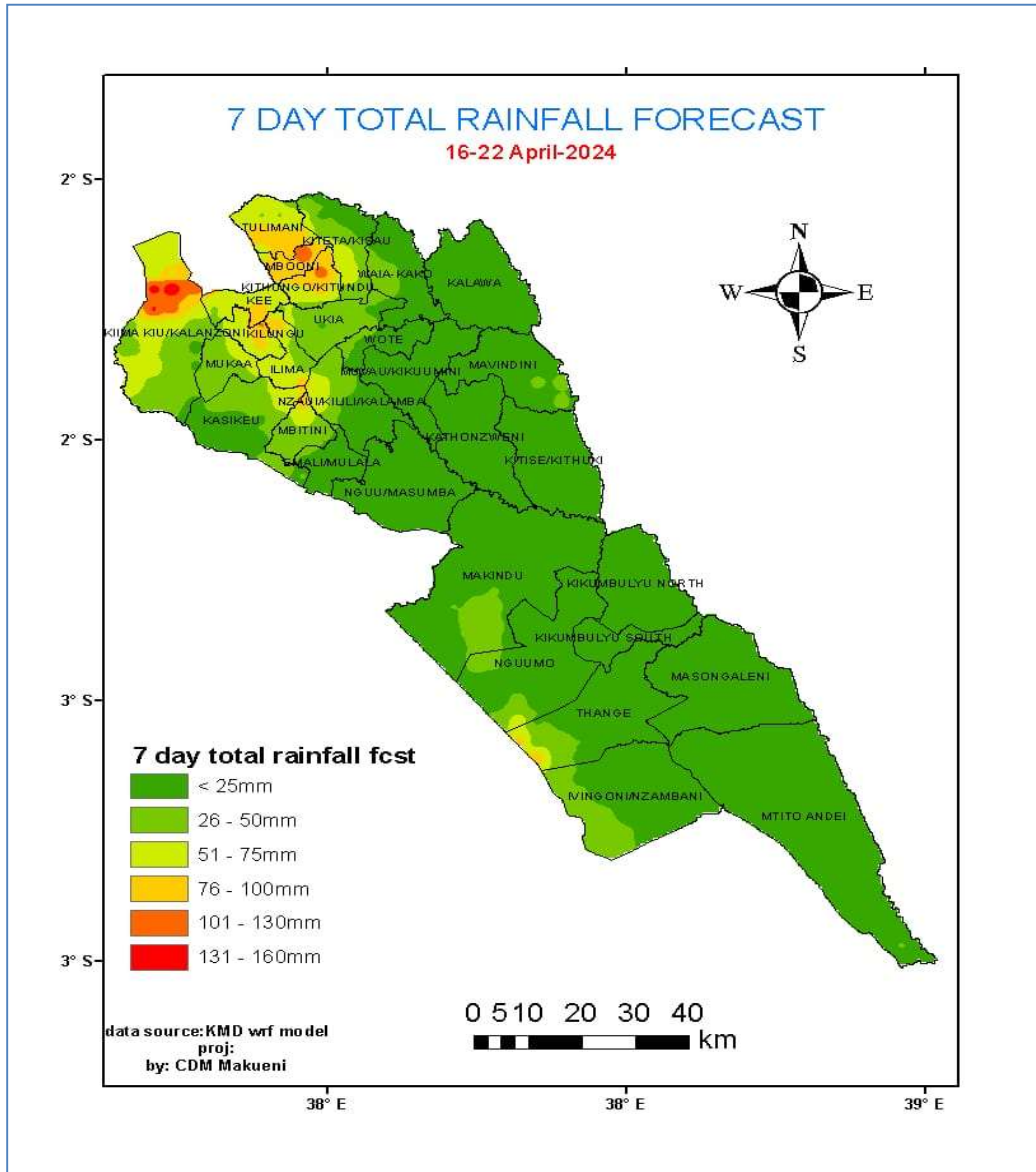 7 DAY TOTAL RAINFALL FORECAST
16-22 April-2024
2° S
N
W
E
S
TULIMANI
KITETA/KISAU
MBOONI
WAIA-KAKO
KALAWA
KITHUNGO/KITUNDU
KEE
UKIA
KIIMA KIU/KALANZONI
KILUNGU
WOTE
MUKAA
ILIMA
MUVAU/KIKUUMINI
MAVINDINI
NZAUI/KILILI/KALAMBA
KASIKEU
MBITINI
2° S
KATHONZWENI
EMALI/MULALA
KITISE/KITHUKI
NGUU/MASUMBA
MAKINDU
KIKUMBULYU NORTH
KIKUMBULYU SOUTH
NGUUMO
MASONGALENI
3° S
THANGE
IVINGONI/NZAMBANI
MTITO ANDEI
7 day total rainfall fcst
< 25mm
26 - 50mm
51 - 75mm
76 - 100mm
101 - 130mm
131 - 160mm
3° S
0 5 10 20 30 40
km
data source:KMD wrf model
proj:
by: CDM Makueni
38° E
38° E
39° E